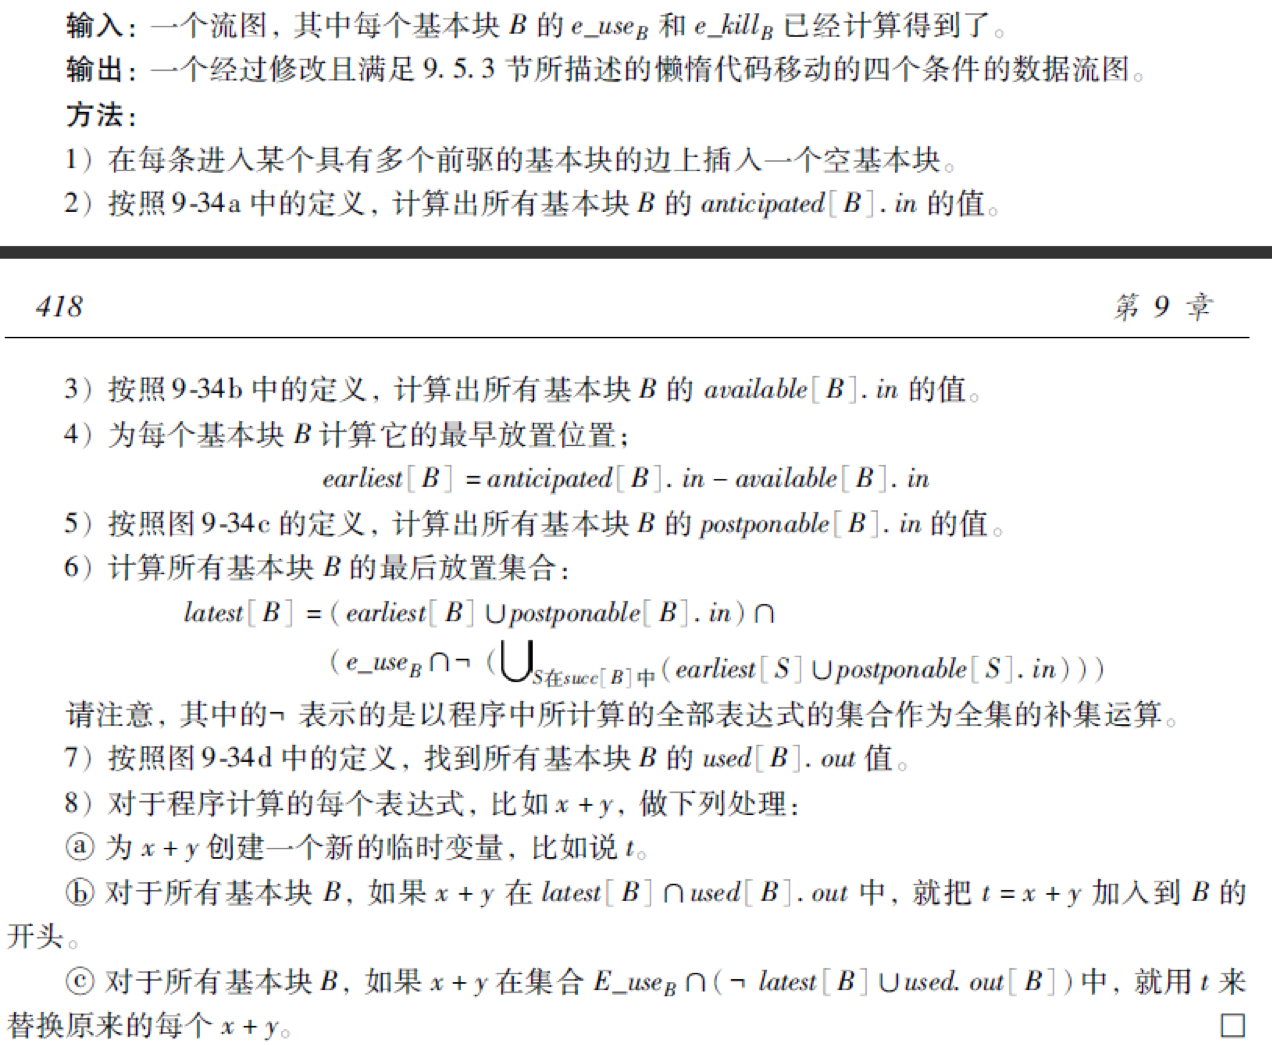 输入：一个流图，其中每个基本块 B 的 e_use_B 和 e_kill_B 已经计算得到了。
输出：一个经过修改且满足 9.5.3 节所描述的懒惰代码移动的四个条件的数据流图。
方法：
1）在每条进入某个具有多个前驱的基本块的边上插入一个空基本块。
2）按照 9-34a 中的定义，计算出所有基本块 B 的 anticipated[B].in 的值。
418 第 9 章
3）按照 9-34b 中的定义，计算出所有基本块 B 的 available[B].in 的值。
4）为每个基本块 B 计算它的最早放置位置；
earliest[B] = anticipated[B].in - available[B].in
5）按照图 9-34c 的定义，计算出所有基本块 B 的 postponable[B].in 的值。
6）计算所有基本块 B 的最后放置集合：
latest[B] = (earliest[B] ∪ postponable[B].in) ∩
(e_use_B ∩ ¬ (⋃_S在succ[B]中 (earliest[S] ∪ postponable[S].in)))
请注意，其中的¬ 表示的是以程序中所计算的全部表达式的集合作为全集的补集运算。
7）按照图 9-34d 中的定义，找到所有基本块 B 的 used[B].out 值。
8）对于程序计算的每个表达式，比如 x + y，做下列处理：
ⓐ 为 x + y 创建一个新的临时变量，比如说 t。
ⓑ 对于所有基本块 B，如果 x + y 在 latest[B] ∩ used[B].out 中，就把 t = x + y 加入到 B 的
开头。
ⓒ 对于所有基本块 B，如果 x + y 在集合 E_use_B ∩ (¬ latest[B] ∪ used.out[B]) 中，就用 t 来
替换原来的每个 x + y。 □